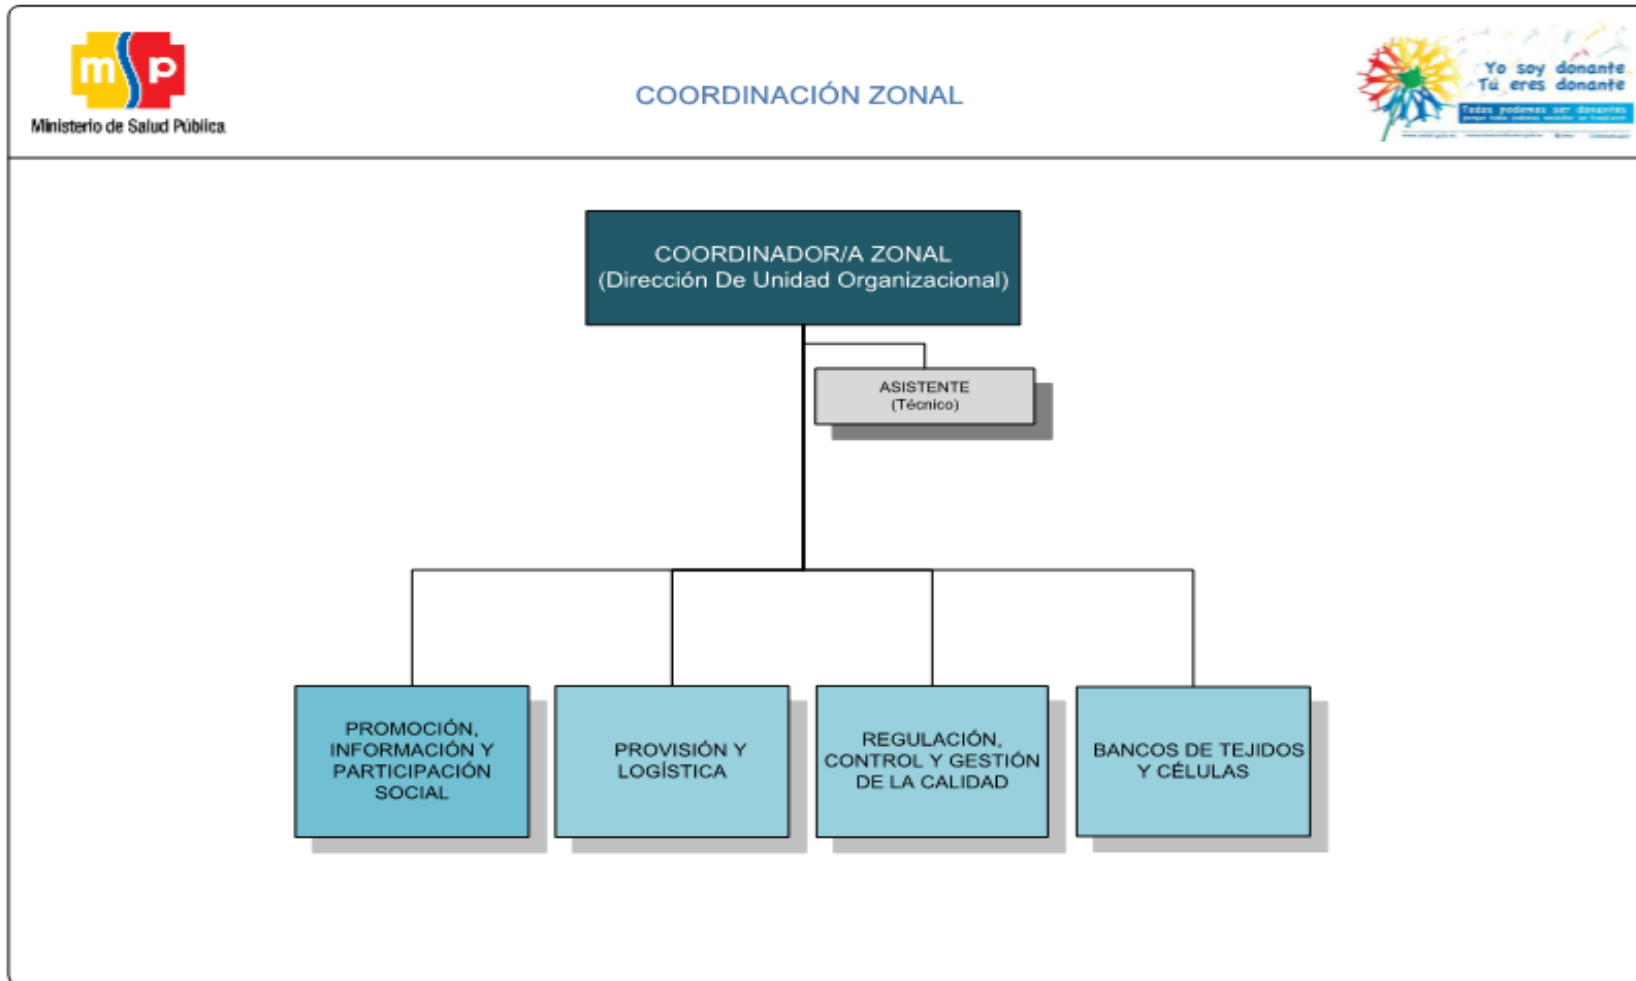 msp
Ministerio de Salud Pública
COORDINACIÓN ZONAL
Yo soy donante
Tú eres donante
Todos podemos ser donantes
COORDINADOR/A ZONAL
(Dirección De Unidad Organizacional)
ASISTENTE
(Técnico)
PROMOCIÓN,
INFORMACIÓN Y
PARTICIPACIÓN
SOCIAL
PROVISIÓN Y
LOGÍSTICA
REGULACIÓN,
CONTROL Y GESTIÓN
DE LA CALIDAD
BANCOS DE TEJIDOS
Y CÉLULAS